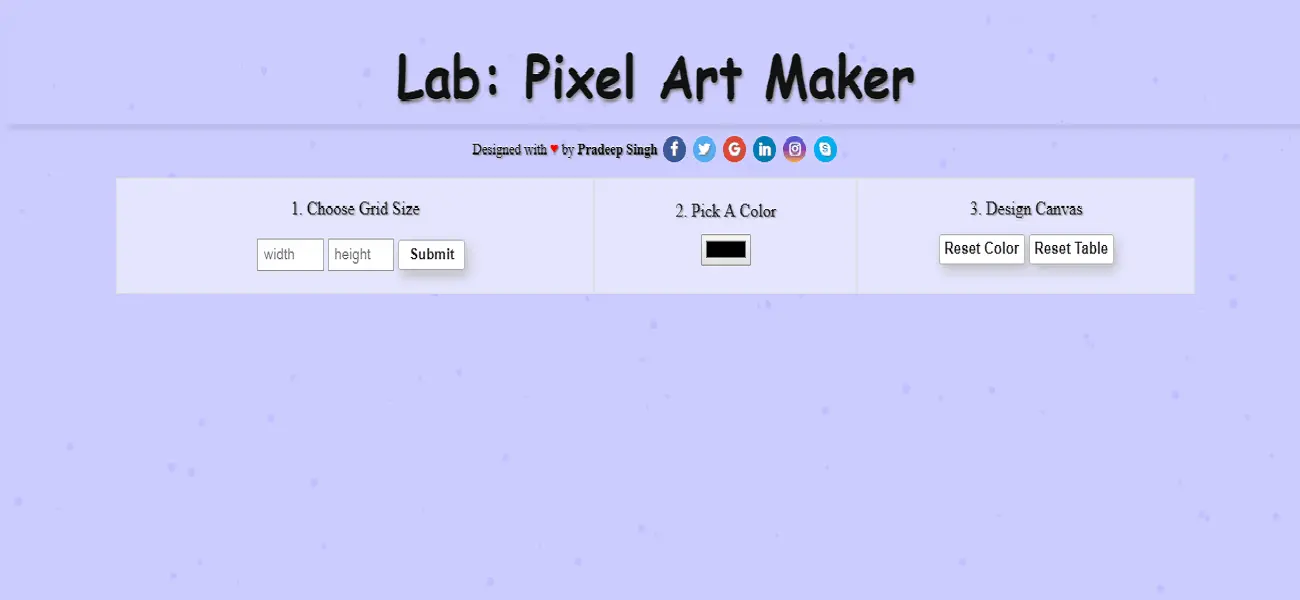 Lab: Pixel Art Maker
Designed with ♥ by Pradeep Singh
1. Choose Grid Size
width height Submit
2. Pick A Color
3. Design Canvas
Reset Color Reset Table